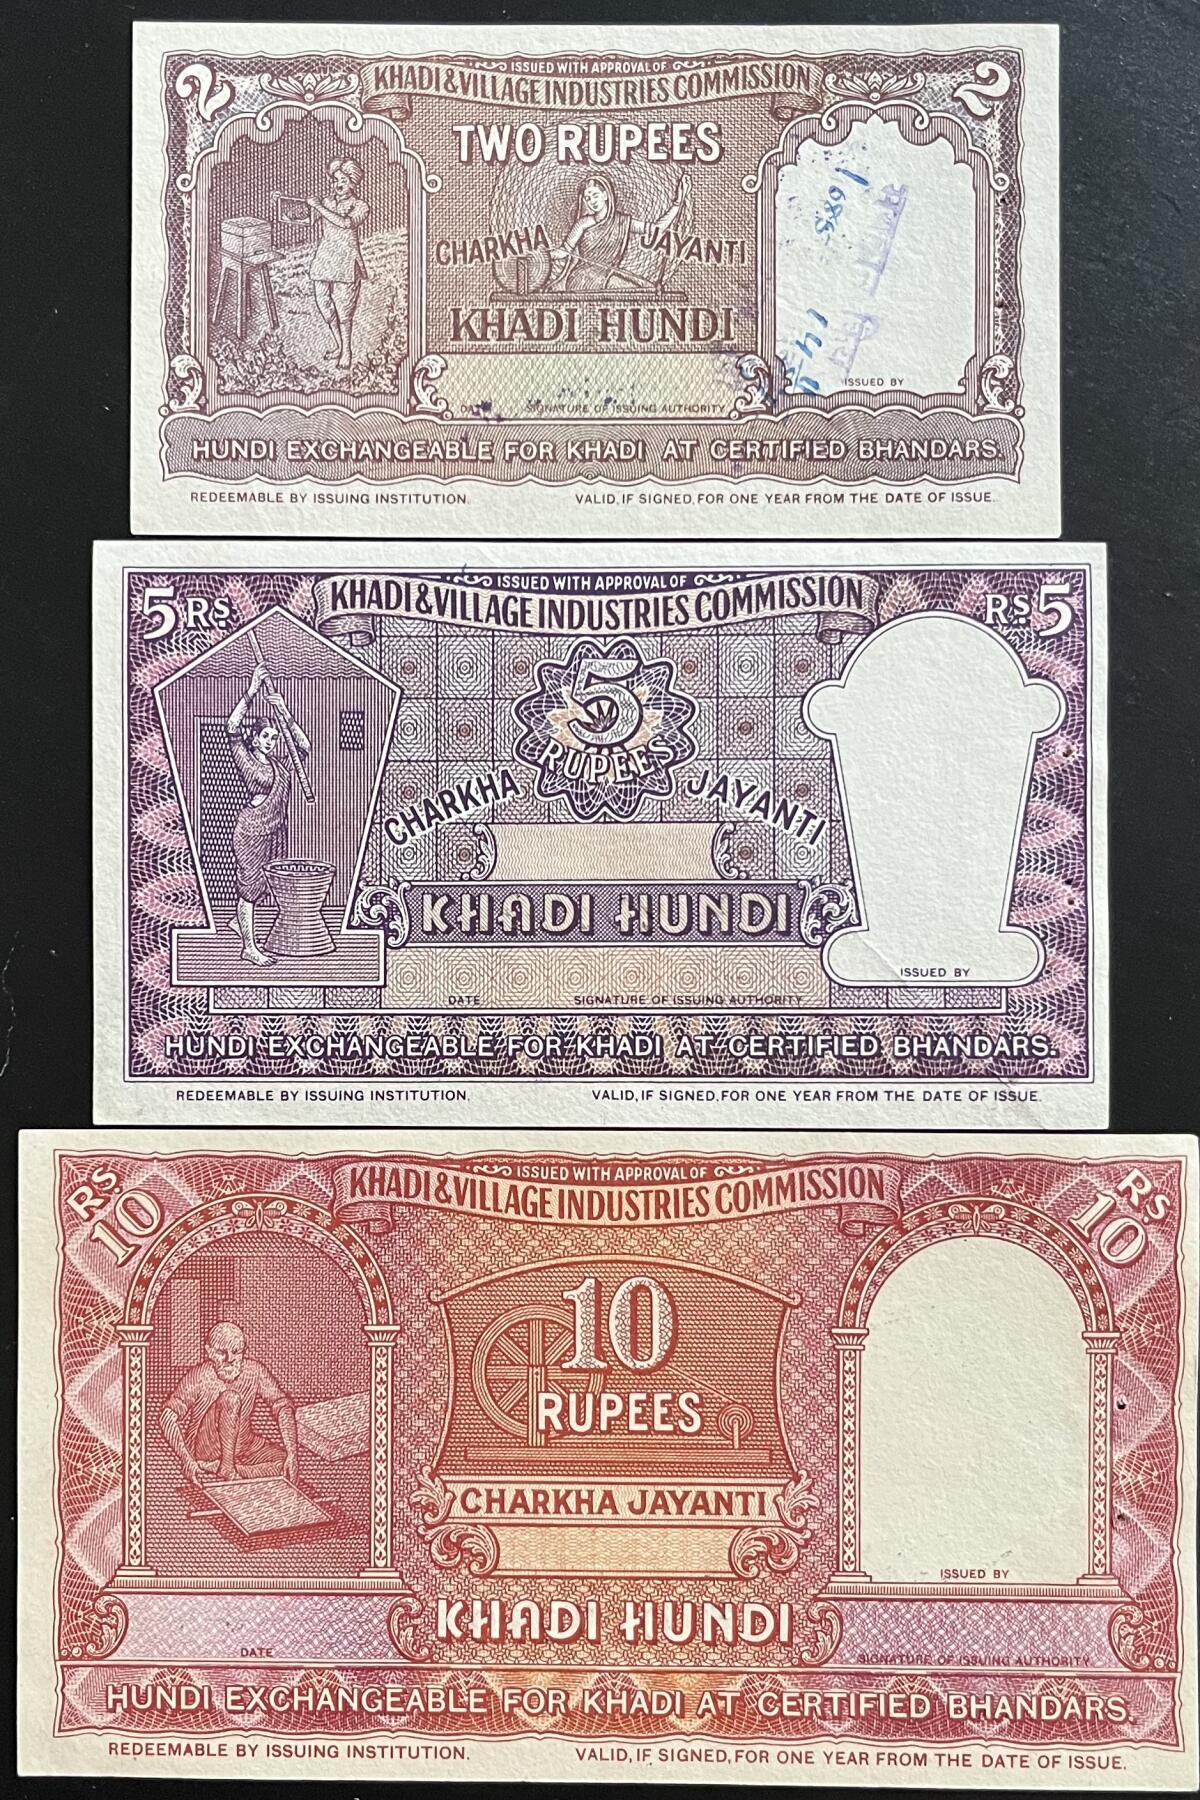 2 2
ISSUED WITH APPROVAL OF
KHADI & VILLAGE INDUSTRIES COMMISSION
TWO RUPEES
CHARKHA JAYANTI
KHADI HUNDI
ISSUED BY
DATE SIGNATURE OF ISSUING AUTHORITY
HUNDI EXCHANGEABLE FOR KHADI AT CERTIFIED BHANDARS.
REDEEMABLE BY ISSUING INSTITUTION. VALID, IF SIGNED, FOR ONE YEAR FROM THE DATE OF ISSUE.
ISSUED WITH APPROVAL OF
KHADI & VILLAGE INDUSTRIES COMMISSION
5 RS. RS. 5
5
RUPEES
CHARKHA JAYANTI
KHADI HUNDI
ISSUED BY
DATE SIGNATURE OF ISSUING AUTHORITY
HUNDI EXCHANGEABLE FOR KHADI AT CERTIFIED BHANDARS.
REDEEMABLE BY ISSUING INSTITUTION. VALID, IF SIGNED, FOR ONE YEAR FROM THE DATE OF ISSUE.
ISSUED WITH APPROVAL OF
KHADI & VILLAGE INDUSTRIES COMMISSION
RS. 10 RS. 10
10
RUPEES
CHARKHA JAYANTI
ISSUED BY
KHADI HUNDI
DATE SIGNATURE OF ISSUING AUTHORITY
HUNDI EXCHANGEABLE FOR KHADI AT CERTIFIED BHANDARS.
REDEEMABLE BY ISSUING INSTITUTION. VALID, IF SIGNED, FOR ONE YEAR FROM THE DATE OF ISSUE.